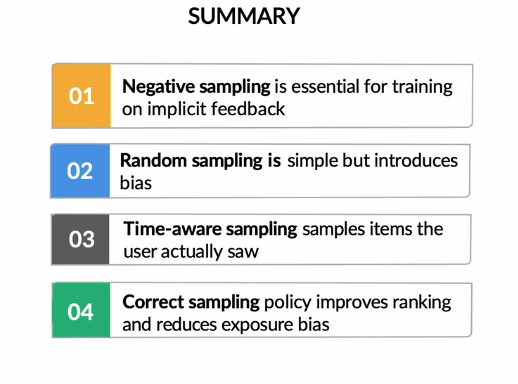 SUMMARY
01
Negative sampling is essential for training
on implicit feedback
02
Random sampling is simple but introduces
bias
03
Time-aware sampling samples items the
user actually saw
04
Correct sampling policy improves ranking
and reduces exposure bias